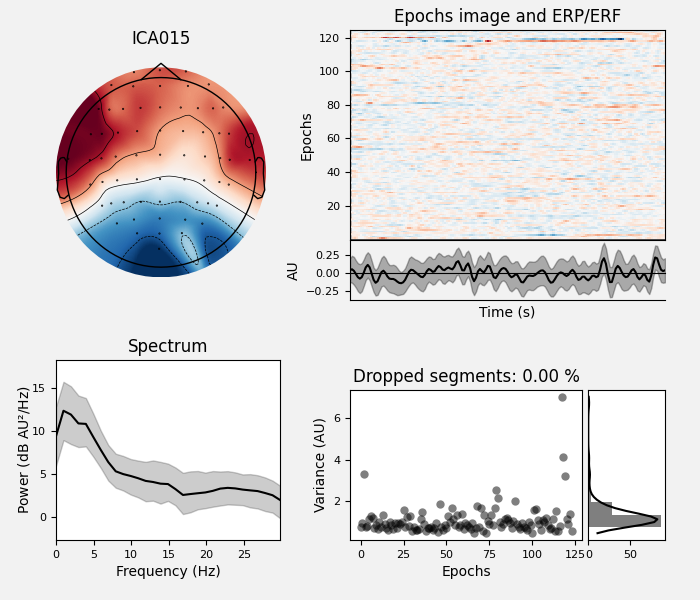 ICA015
Epochs image and ERP/ERF
Epochs
120
100
80
60
40
20
AU
0.25
0.00
−0.25
Time (s)
Spectrum
Power (dB AU²/Hz)
15
10
5
0
0 5 10 15 20 25
Frequency (Hz)
Dropped segments: 0.00 %
Variance (AU)
6
4
2
0 25 50 75 100 125
Epochs
0 50